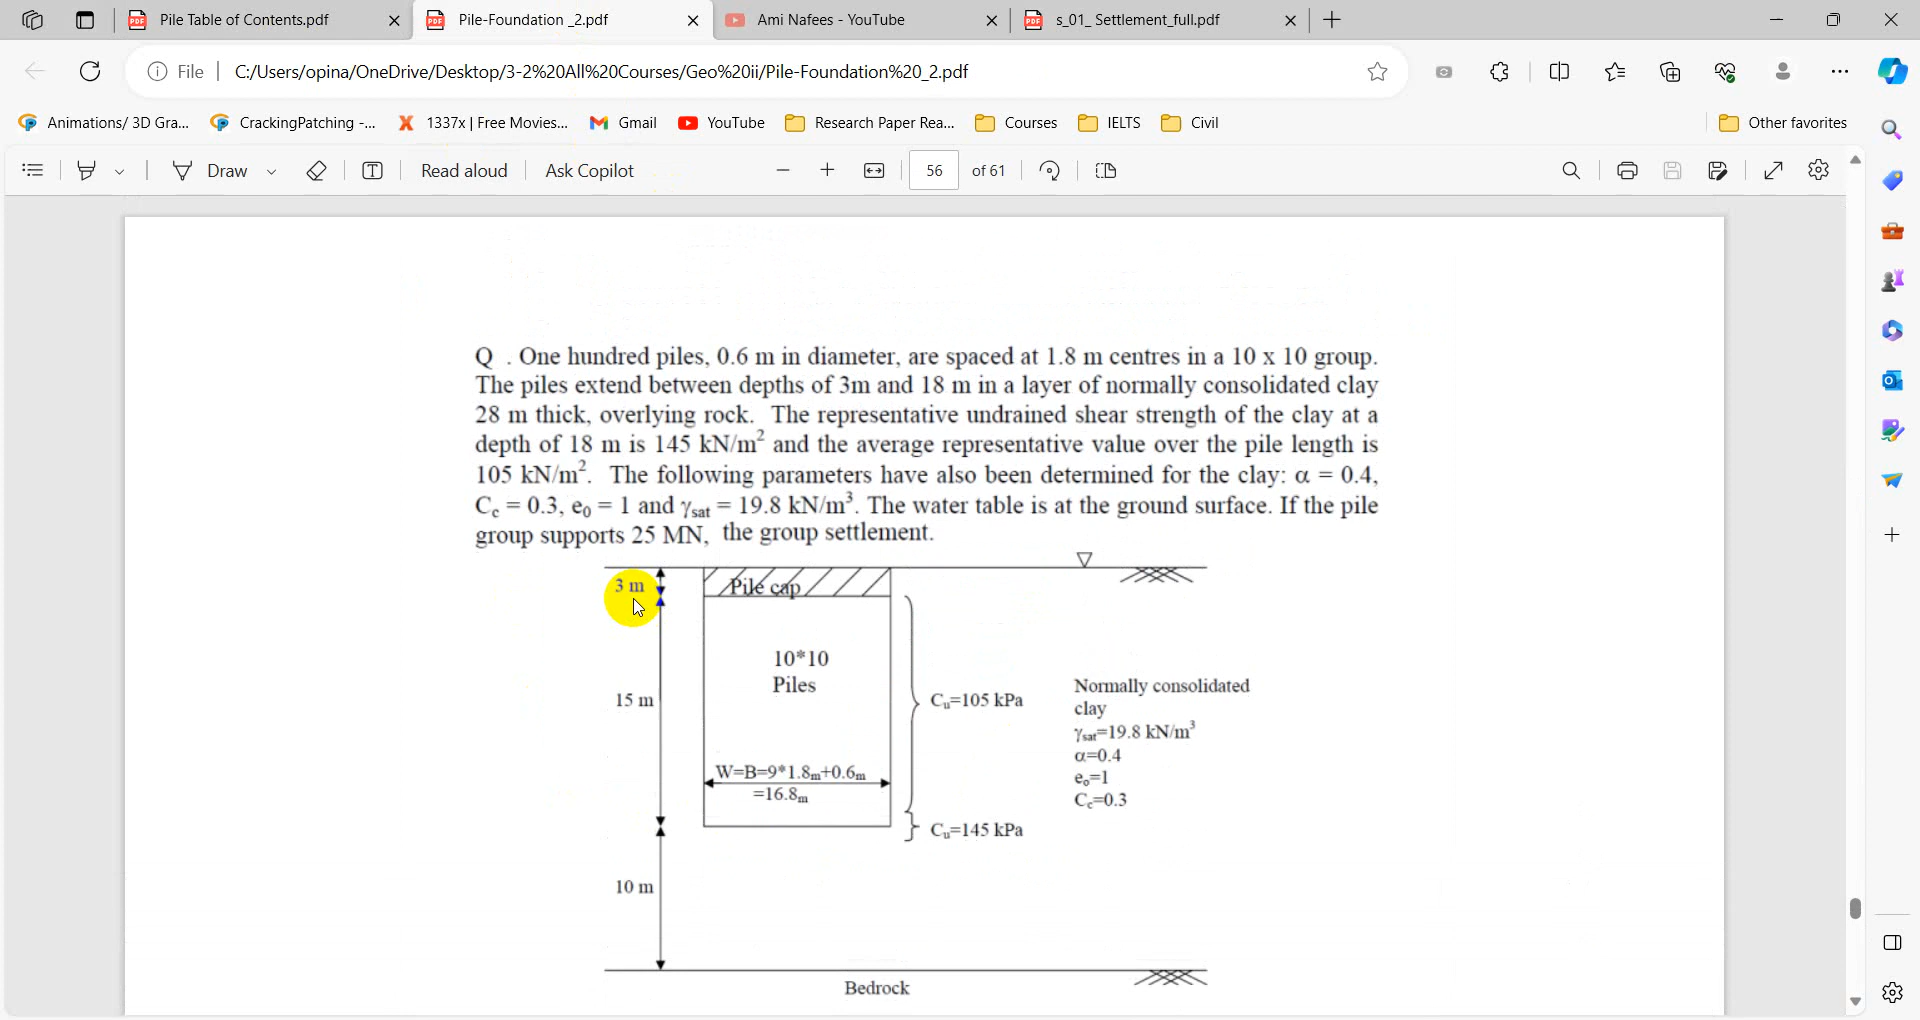 Pile Table of Contents.pdf
Pile-Foundation _2.pdf
Ami Nafees - YouTube
s_01_ Settlement_full.pdf
File
C:/Users/opina/OneDrive/Desktop/3-2%20All%20Courses/Geo%20ii/Pile-Foundation%20_2.pdf
Animations/ 3D Gra...
CrackingPatching -...
1337x | Free Movies...
Gmail
YouTube
Research Paper Rea...
Courses
IELTS
Civil
Other favorites
Draw
Read aloud
Ask Copilot
56
of 61
Q . One hundred piles, 0.6 m in diameter, are spaced at 1.8 m centres in a 10 x 10 group.
The piles extend between depths of 3m and 18 m in a layer of normally consolidated clay
28 m thick, overlying rock. The representative undrained shear strength of the clay at a
depth of 18 m is 145 kN/m² and the average representative value over the pile length is
105 kN/m². The following parameters have also been determined for the clay: α = 0.4,
Cc = 0.3, e0 = 1 and γsat = 19.8 kN/m³. The water table is at the ground surface. If the pile
group supports 25 MN, the group settlement.
3 m
Pile cap
10*10
Piles
15 m
Cu=105 kPa
Normally consolidated
clay
γsat=19.8 kN/m³
α=0.4
eo=1
Cc=0.3
W=B=9*1.8m+0.6m
=16.8m
Cu=145 kPa
10 m
Bedrock